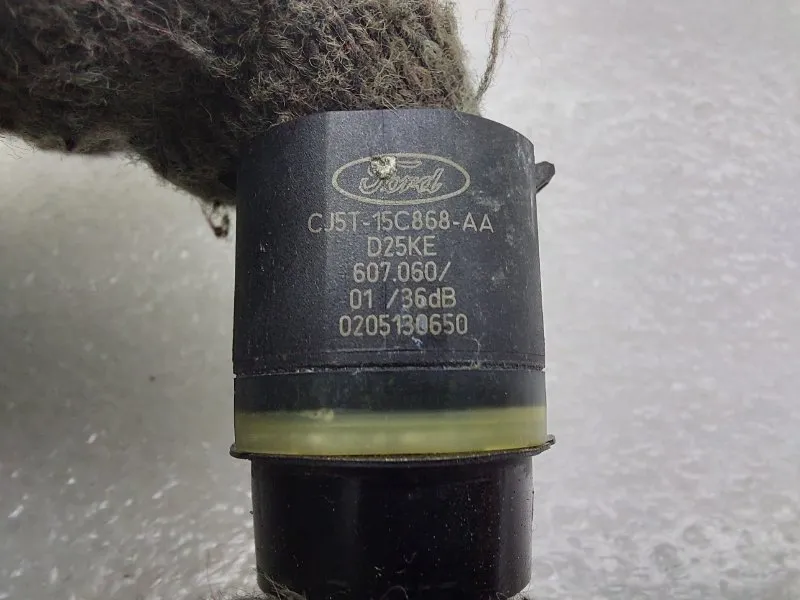 Ford
CJ5T-15C868-AA
D25KE
607.060/
01 /36dB
0205130650